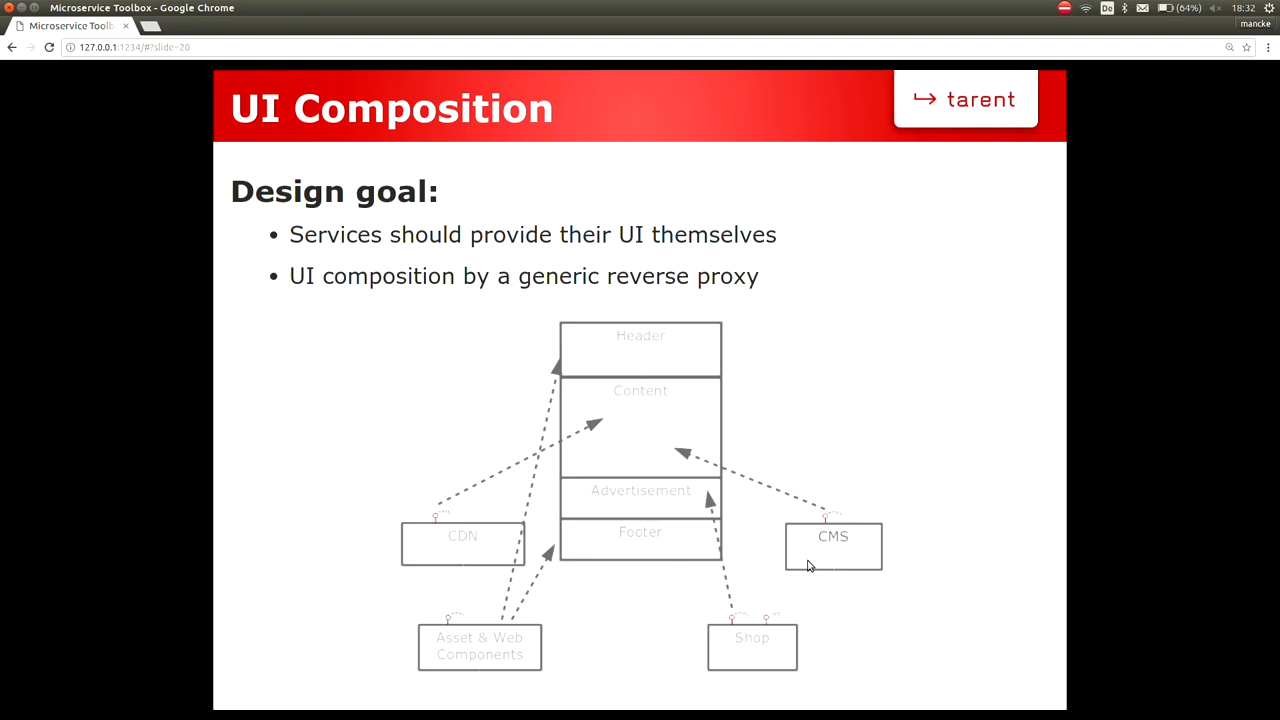 Microservice Toolbox - Google Chrome
De
(64%)
18:32
Microservice Toolb
mancke
127.0.0.1:1234/#?slide=20
UI Composition
tarent
Design goal:
• Services should provide their UI themselves
• UI composition by a generic reverse proxy
Header
Content
Advertisement
Footer
CDN
CMS
Asset & Web
Components
Shop